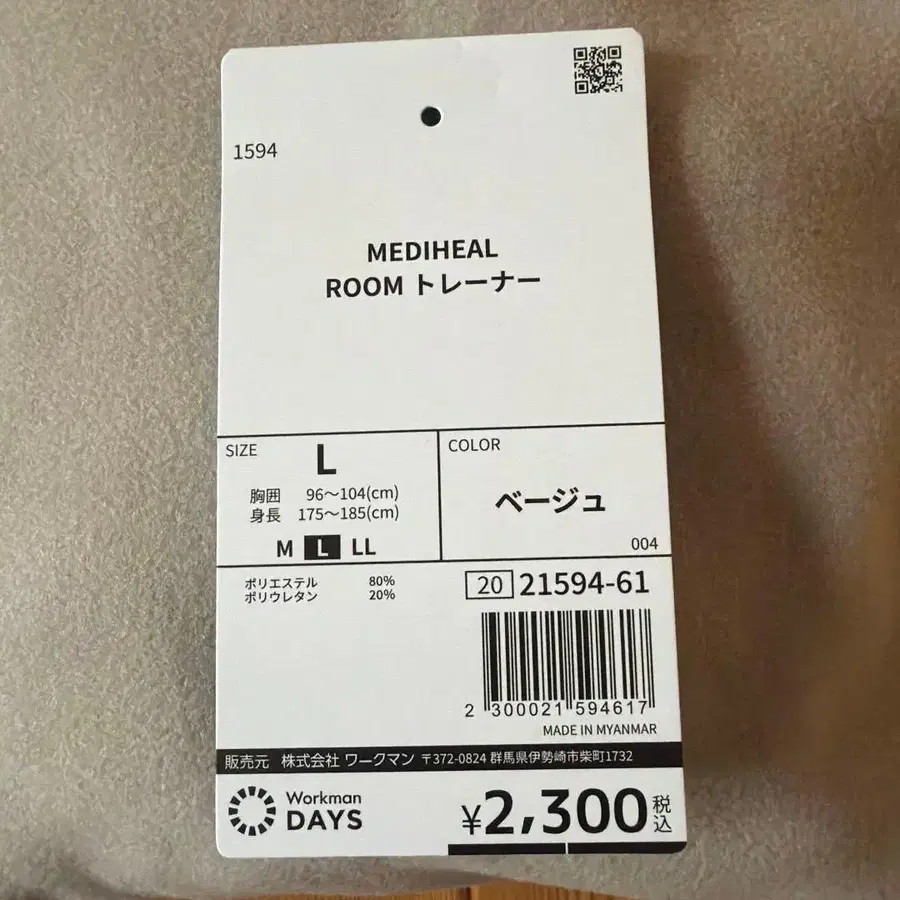 1594
MEDIHEAL
ROOM トレーナー
SIZE
L
胸囲 96〜104(cm)
身長 175〜185(cm)
M L LL
COLOR
ベージュ
004
ポリエステル 80%
ポリウレタン 20%
20 21594-61
2 300021 594617
MADE IN MYANMAR
販売元 株式会社 ワークマン 〒372-0824 群馬県伊勢崎市柴町1732
Workman
DAYS
¥2,300 税込